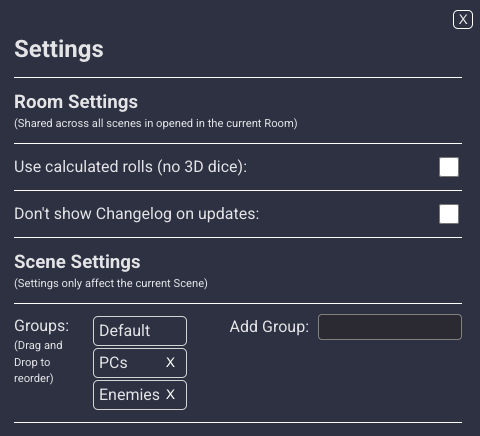 X
Settings
Room Settings
(Shared across all scenes in opened in the current Room)
Use calculated rolls (no 3D dice):
Don't show Changelog on updates:
Scene Settings
(Settings only affect the current Scene)
Groups:
(Drag and
Drop to
reorder)
Default
PCs X
Enemies X
Add Group: